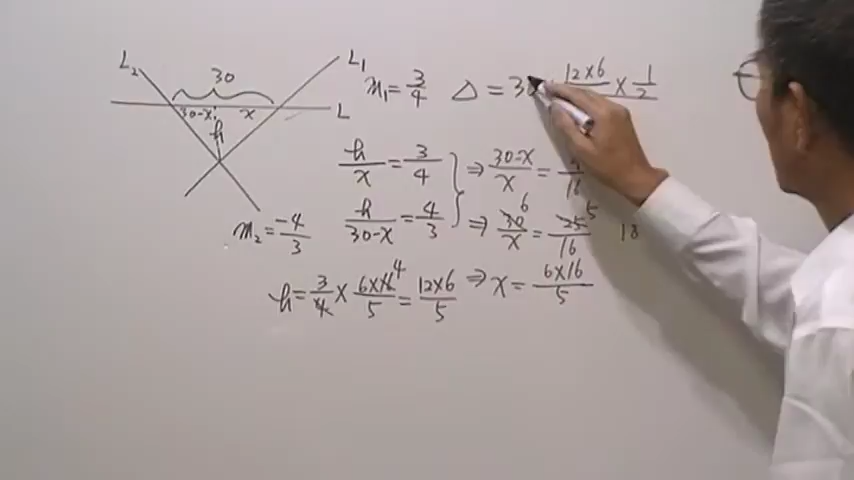 L₂
30
L₁
30-x
x
L
h
m₁ = 3/4
△ = 30 × (12×6)/ × 1/2
h/x = 3/4 ⇒ (30-x)/x = /16
m₂ = -4/3
h/(30-x) = 4/3 ⇒ 30 6/x = 25 5/16
18
h = 3/4 × (6×16 4)/5 = (12×6)/5 ⇒ x = (6×16)/5